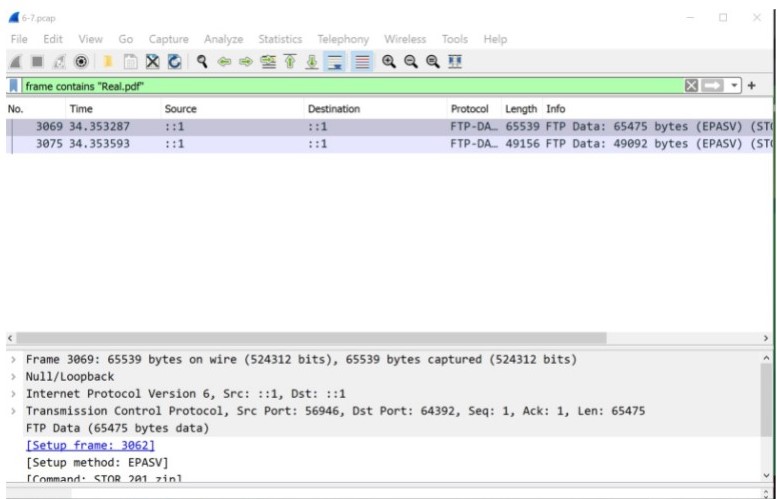 6-7.pcap
File Edit View Go Capture Analyze Statistics Telephony Wireless Tools Help
frame contains "Real.pdf"
No. Time Source Destination Protocol Length Info
3069 34.353287 ::1 ::1 FTP-DA… 65539 FTP Data: 65475 bytes (EPASV) (STO
3075 34.353593 ::1 ::1 FTP-DA… 49156 FTP Data: 49092 bytes (EPASV) (STO
Frame 3069: 65539 bytes on wire (524312 bits), 65539 bytes captured (524312 bits)
Null/Loopback
Internet Protocol Version 6, Src: ::1, Dst: ::1
Transmission Control Protocol, Src Port: 56946, Dst Port: 64392, Seq: 1, Ack: 1, Len: 65475
FTP Data (65475 bytes data)
[Setup frame: 3062]
[Setup method: EPASV]
[Command: STOR 201 zip]